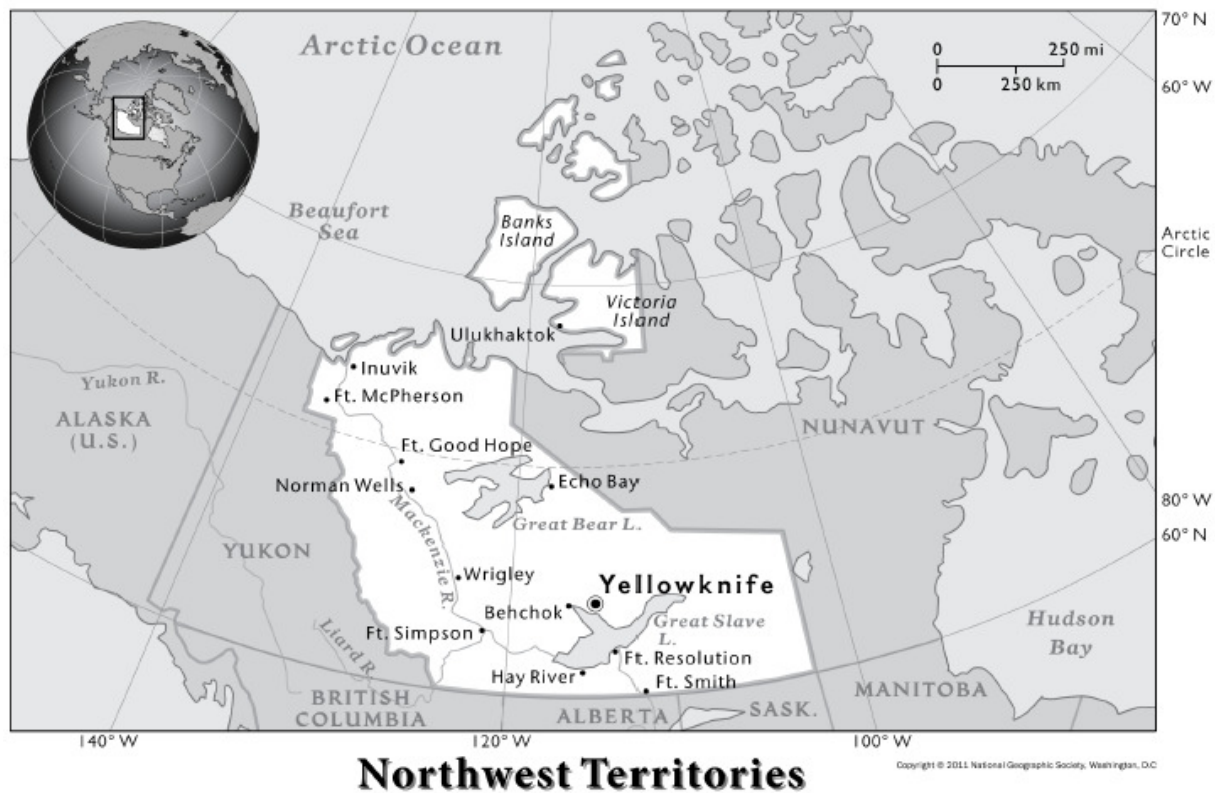 70° N
Arctic Ocean
0 250 mi
0 250 km
60° W
Beaufort
Sea
Banks
Island
Arctic
Circle
Victoria
Island
Ulukhaktok
Inuvik
Yukon R.
Ft. McPherson
ALASKA
(U.S.)
NUNAVUT
Ft. Good Hope
Norman Wells
Echo Bay
80° W
Mackenzie R.
Great Bear L.
60° N
YUKON
Wrigley
Yellowknife
Behchok
Great Slave
L.
Hudson
Bay
Ft. Simpson
Liard R.
Ft. Resolution
Hay River
Ft. Smith
BRITISH
COLUMBIA
ALBERTA
SASK.
MANITOBA
140° W
120° W
100° W
Northwest Territories
Copyright © 2011 National Geographic Society, Washington, D.C